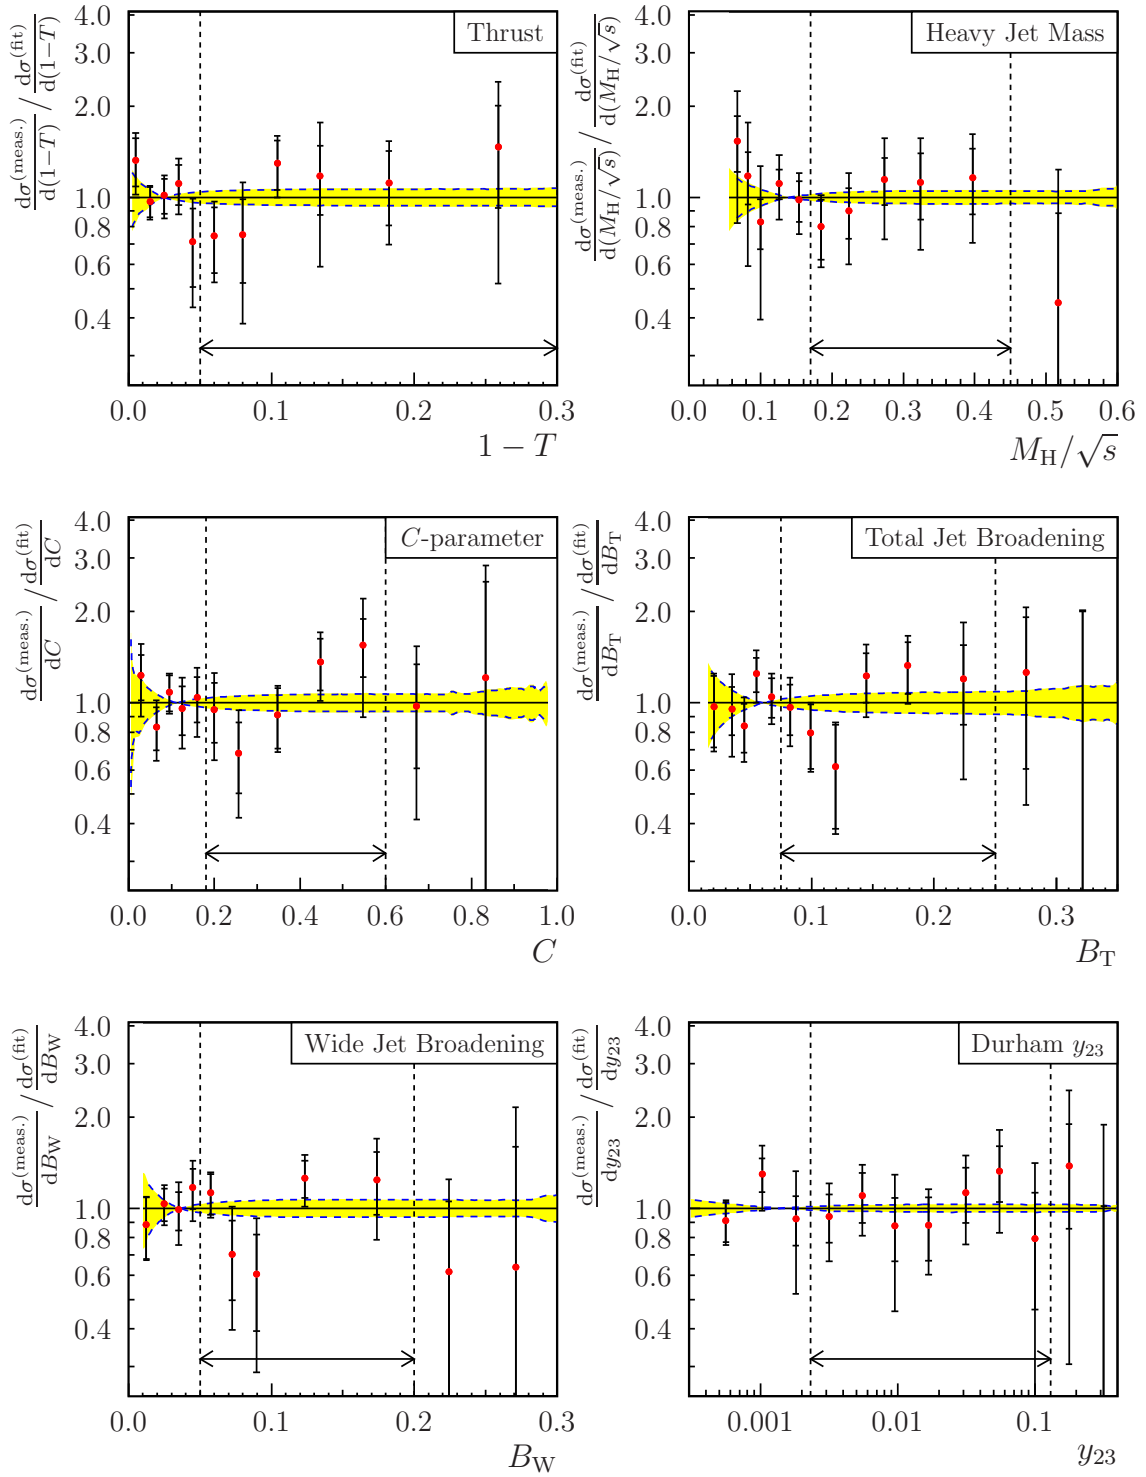 Thrust
dσ^(meas.)/d(1−T) / dσ^(fit)/d(1−T)
4.0
3.0
2.0
1.0
0.8
0.6
0.4
0.0 0.1 0.2 0.3
1 − T
Heavy Jet Mass
dσ^(meas.)/d(M_H/√s) / dσ^(fit)/d(M_H/√s)
4.0
3.0
2.0
1.0
0.8
0.6
0.4
0.0 0.1 0.2 0.3 0.4 0.5 0.6
M_H/√s
C-parameter
dσ^(meas.)/dC / dσ^(fit)/dC
4.0
3.0
2.0
1.0
0.8
0.6
0.4
0.0 0.2 0.4 0.6 0.8 1.0
C
Total Jet Broadening
dσ^(meas.)/dB_T / dσ^(fit)/dB_T
4.0
3.0
2.0
1.0
0.8
0.6
0.4
0.0 0.1 0.2 0.3
B_T
Wide Jet Broadening
dσ^(meas.)/dB_W / dσ^(fit)/dB_W
4.0
3.0
2.0
1.0
0.8
0.6
0.4
0.0 0.1 0.2 0.3
B_W
Durham y_23
dσ^(meas.)/dy_23 / dσ^(fit)/dy_23
4.0
3.0
2.0
1.0
0.8
0.6
0.4
0.001 0.01 0.1
y_23